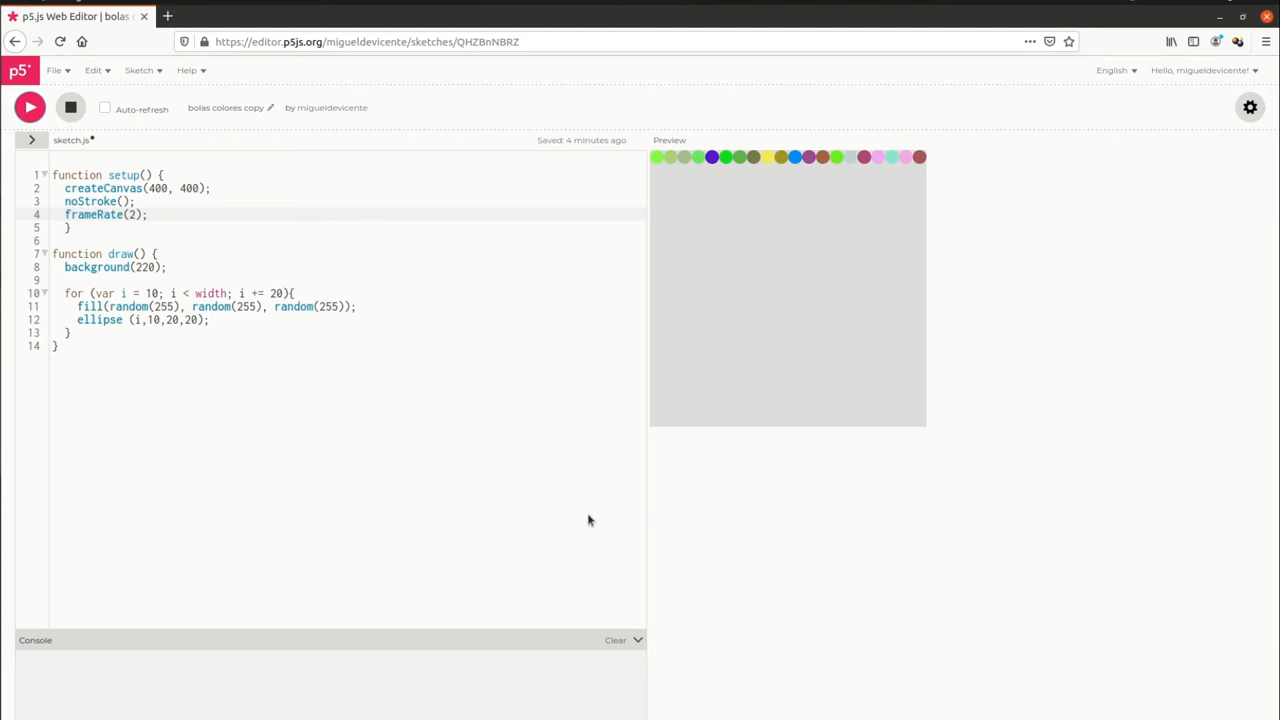 p5.js Web Editor | bolas
https://editor.p5js.org/migueldevicente/sketches/QHZBnNBRZ
p5* File Edit Sketch Help English Hello, migueldevicente!
Auto-refresh bolas colores copy by migueldevicente
sketch.js Saved: 4 minutes ago Preview
1 function setup() {
2 createCanvas(400, 400);
3 noStroke();
4 frameRate(2);
5 }
6
7 function draw() {
8 background(220);
9
10 for (var i = 10; i < width; i += 20){
11 fill(random(255), random(255), random(255));
12 ellipse (i,10,20,20);
13 }
14 }
Console Clear